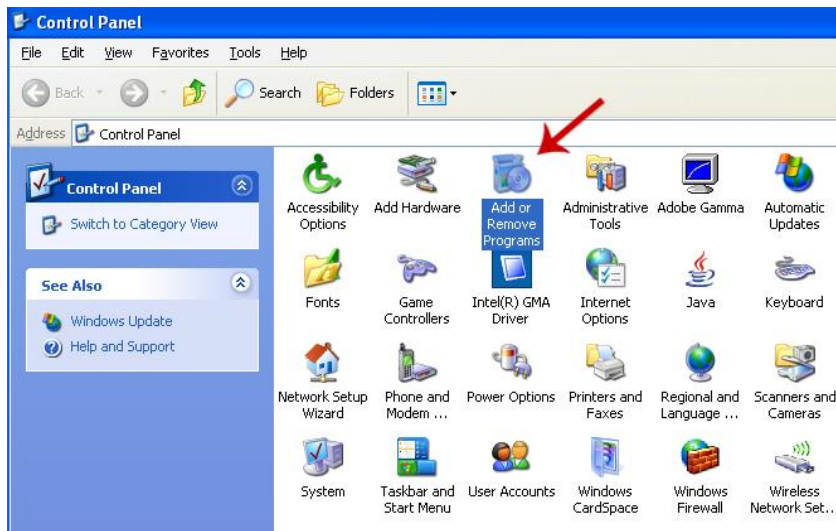 Control Panel
File Edit View Favorites Tools Help
Back Search Folders
Address Control Panel
Control Panel
Switch to Category View
See Also
Windows Update
Help and Support
Accessibility Options
Add Hardware
Add or Remove Programs
Administrative Tools
Adobe Gamma
Automatic Updates
Fonts
Game Controllers
Intel(R) GMA Driver
Internet Options
Java
Keyboard
Network Setup Wizard
Phone and Modem ...
Power Options
Printers and Faxes
Regional and Language ...
Scanners and Cameras
System
Taskbar and Start Menu
User Accounts
Windows CardSpace
Windows Firewall
Wireless Network Set...